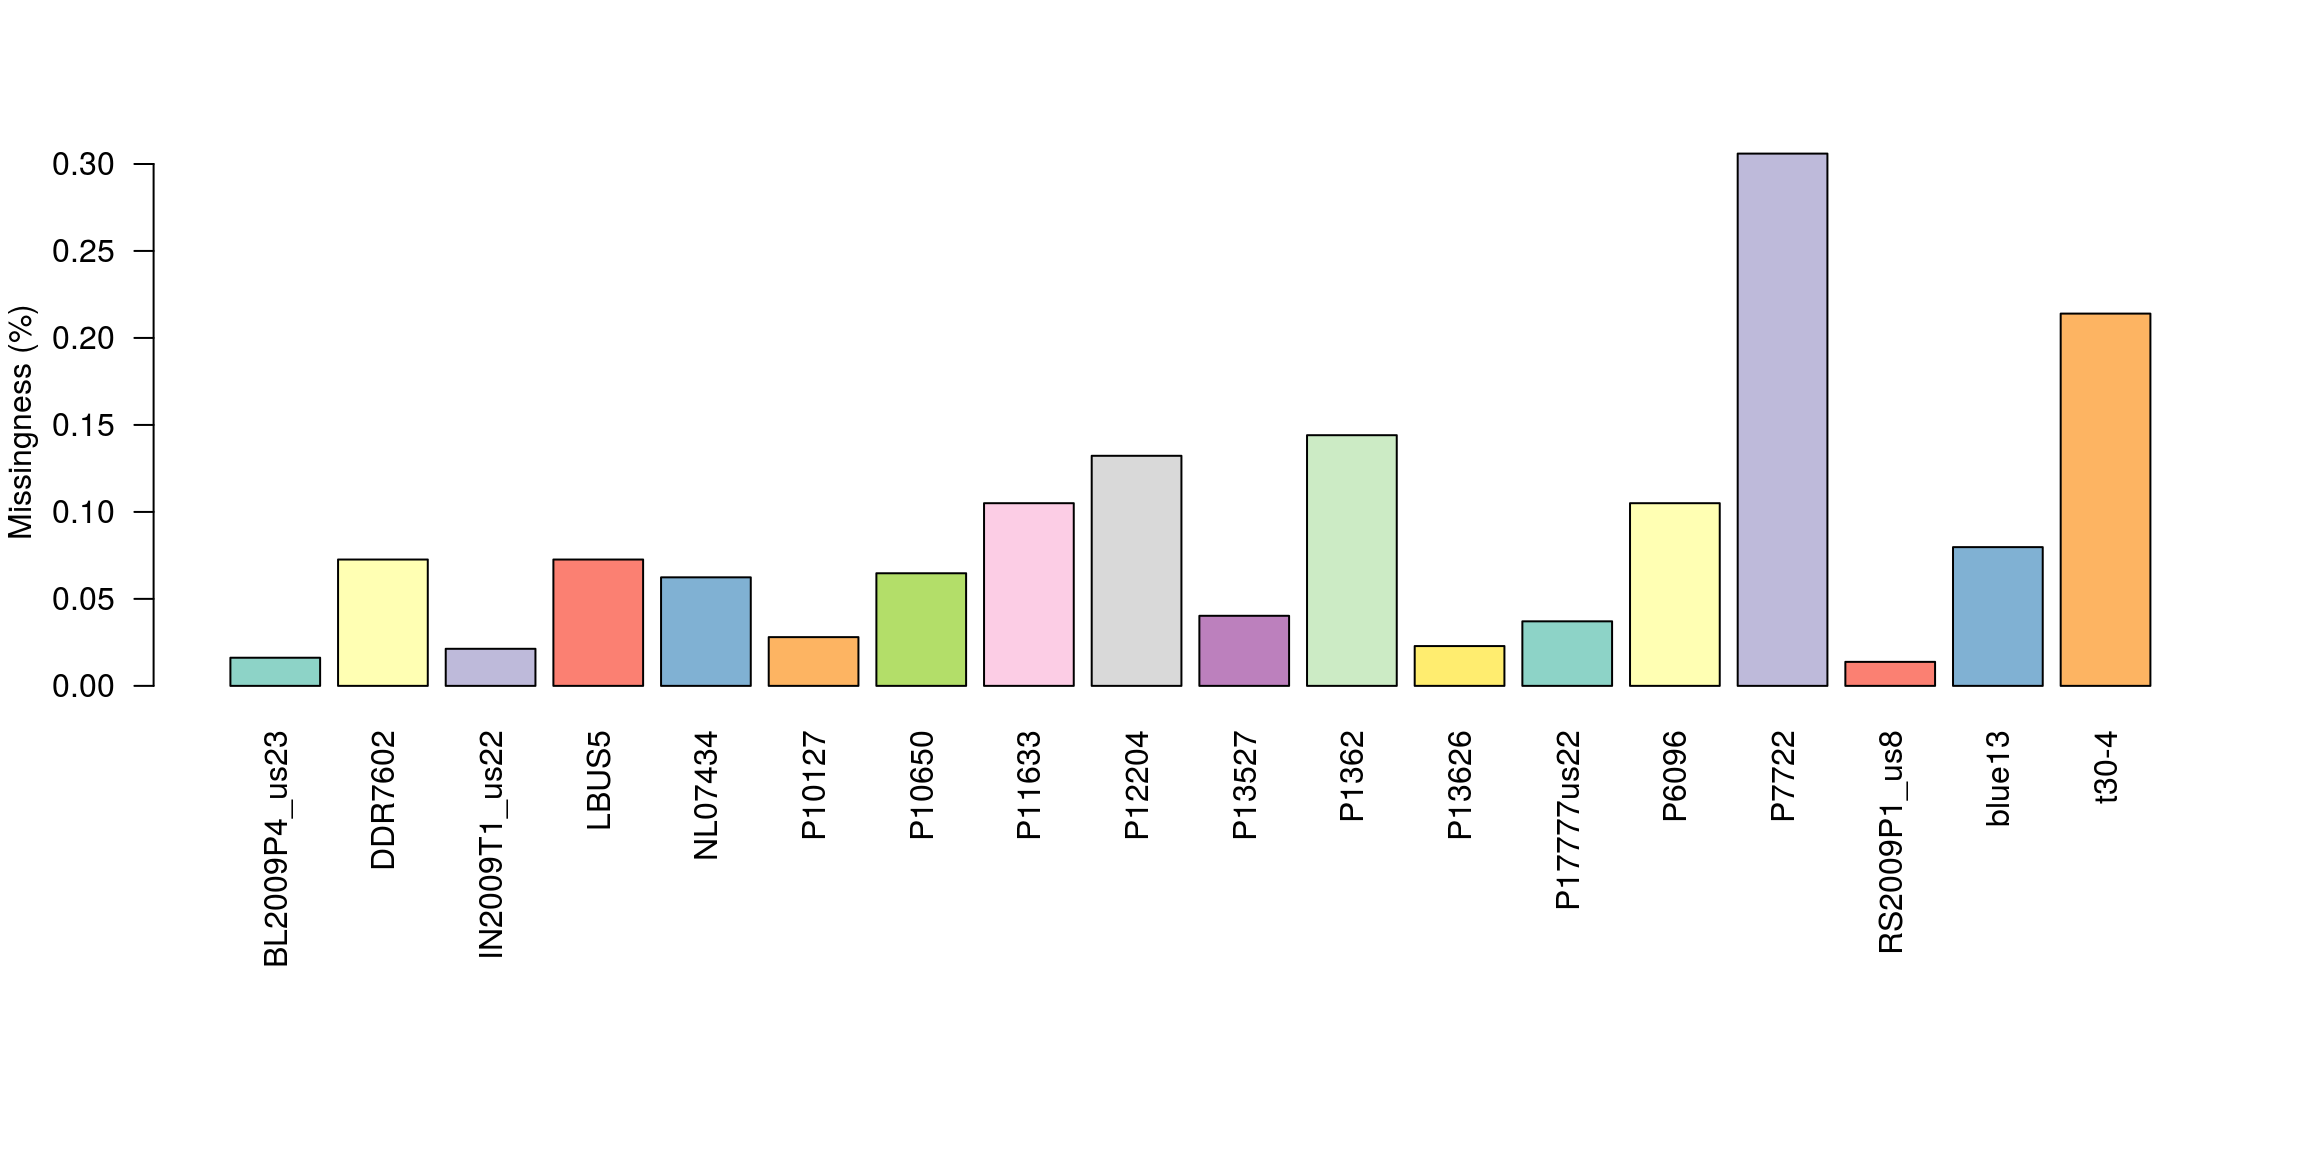 Missingness (%)
0.30
0.25
0.20
0.15
0.10
0.05
0.00
BL2009P4_us23
DDR7602
IN2009T1_us22
LBUS5
NL07434
P10127
P10650
P11633
P12204
P13527
P1362
P13626
P17777us22
P6096
P7722
RS2009P1_us8
blue13
t30-4